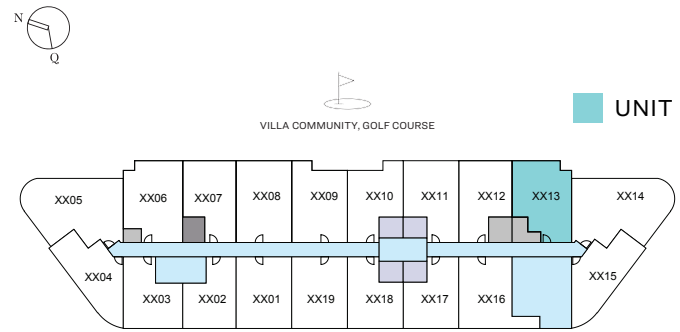 N
Q
UNIT
VILLA COMMUNITY, GOLF COURSE
XX05
XX06
XX07
XX08
XX09
XX10
XX11
XX12
XX13
XX14
XX04
XX03
XX02
XX01
XX19
XX18
XX17
XX16
XX15